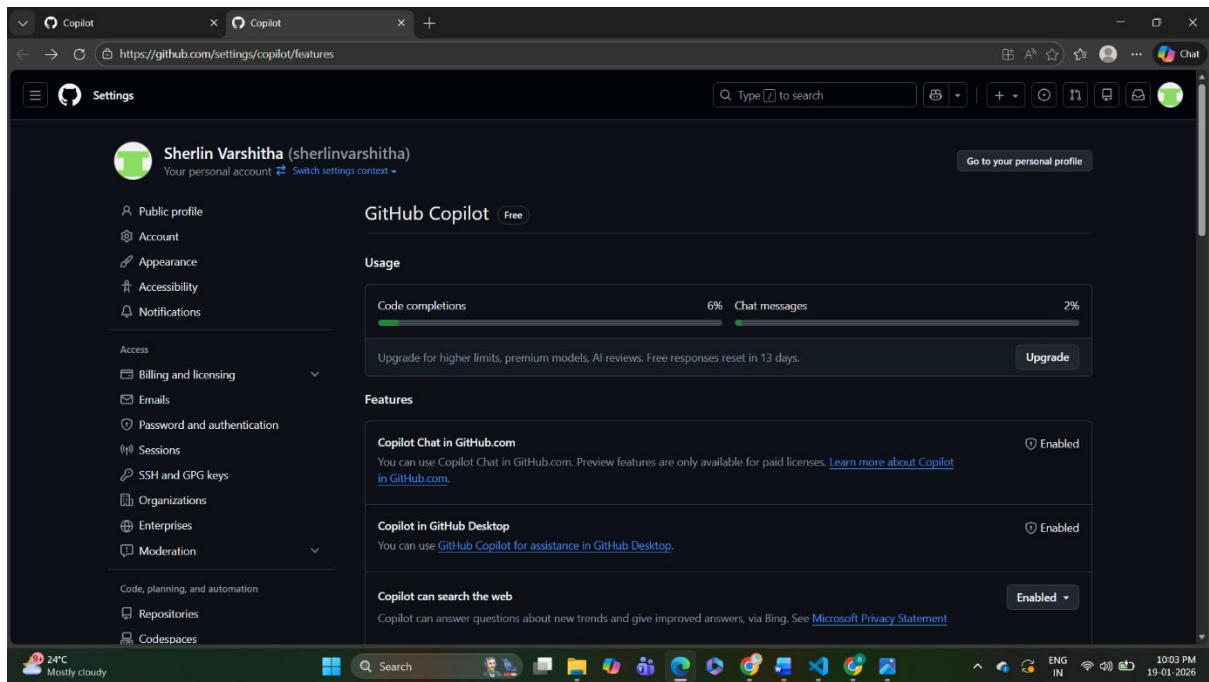 Copilot
Copilot
https://github.com/settings/copilot/features
Chat
Settings
Type / to search
Sherlin Varshitha (sherlinvarshitha)
Your personal account Switch settings context
Go to your personal profile
Public profile
Account
Appearance
Accessibility
Notifications
Access
Billing and licensing
Emails
Password and authentication
Sessions
SSH and GPG keys
Organizations
Enterprises
Moderation
Code, planning, and automation
Repositories
Codespaces
GitHub Copilot Free
Usage
Code completions 6%
Chat messages 2%
Upgrade for higher limits, premium models, AI reviews. Free responses reset in 13 days.
Upgrade
Features
Copilot Chat in GitHub.com
Enabled
You can use Copilot Chat in GitHub.com. Preview features are only available for paid licenses. Learn more about Copilot
in GitHub.com.
Copilot in GitHub Desktop
Enabled
You can use GitHub Copilot for assistance in GitHub Desktop.
Copilot can search the web
Enabled
Copilot can answer questions about new trends and give improved answers, via Bing. See Microsoft Privacy Statement
24°C
Mostly cloudy
Search
ENG
IN
10:03 PM
19-01-2026